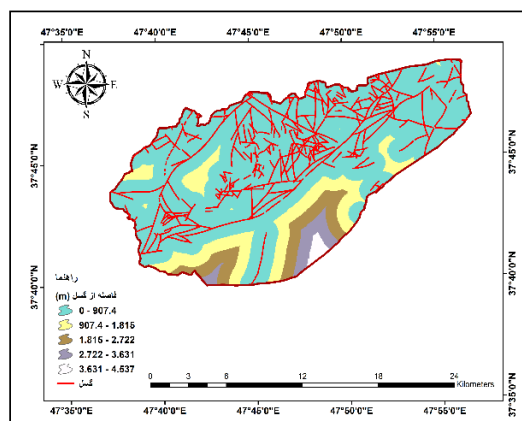 47°35'0"E 47°40'0"E 47°45'0"E 47°50'0"E 47°55'0"E
N
W E
S
37°45'0"N 37°45'0"N
37°40'0"N 37°40'0"N
راهنما
فاصله از گسل (m)
0 - 907.4
907.4 - 1.815
1.815 - 2.722
2.722 - 3.631
3.631 - 4.537
گسل
0 3 6 12 18 24
Kilometers
37°35'0"N
47°35'0"E 47°40'0"E 47°45'0"E 47°50'0"E 47°55'0"E